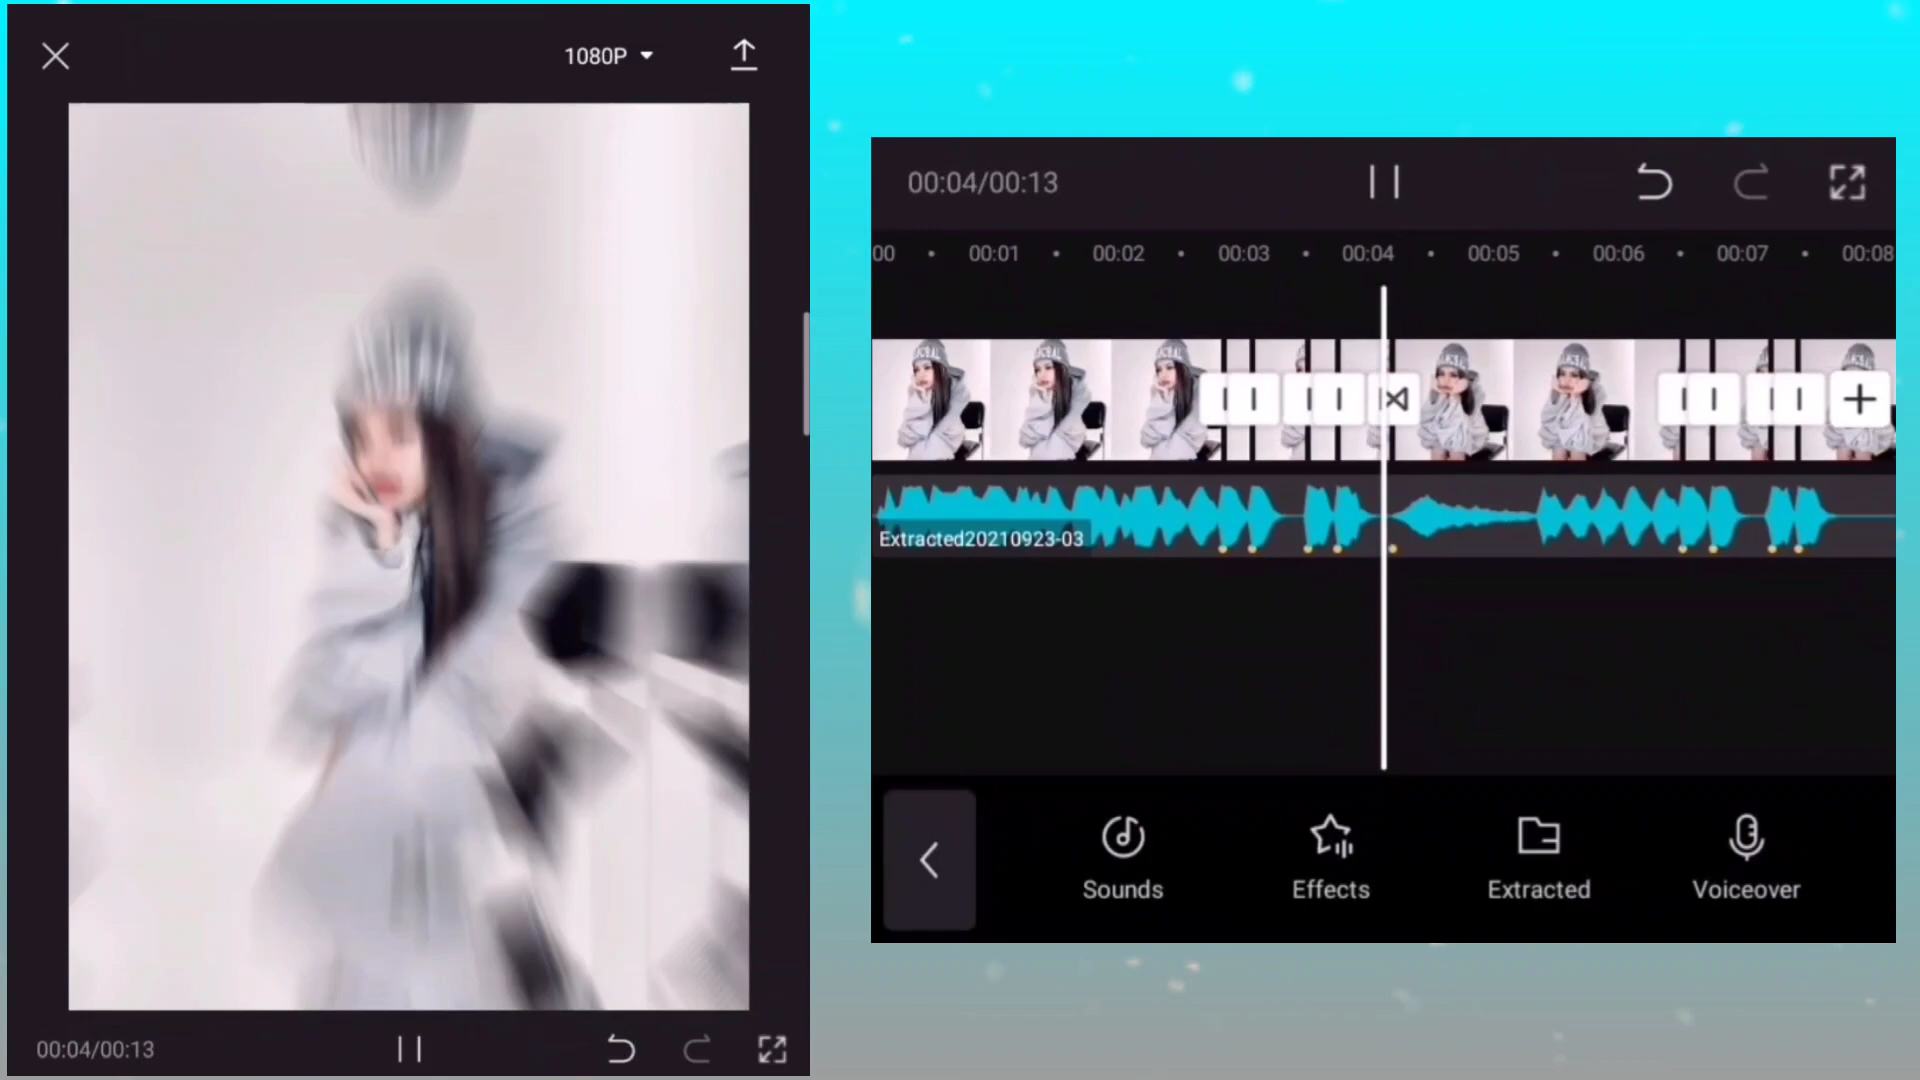 1080P
00:04/00:13
00:04/00:13
00 00:01 00:02 00:03 00:04 00:05 00:06 00:07 00:08
Extracted20210923-03
Sounds Effects Extracted Voiceover